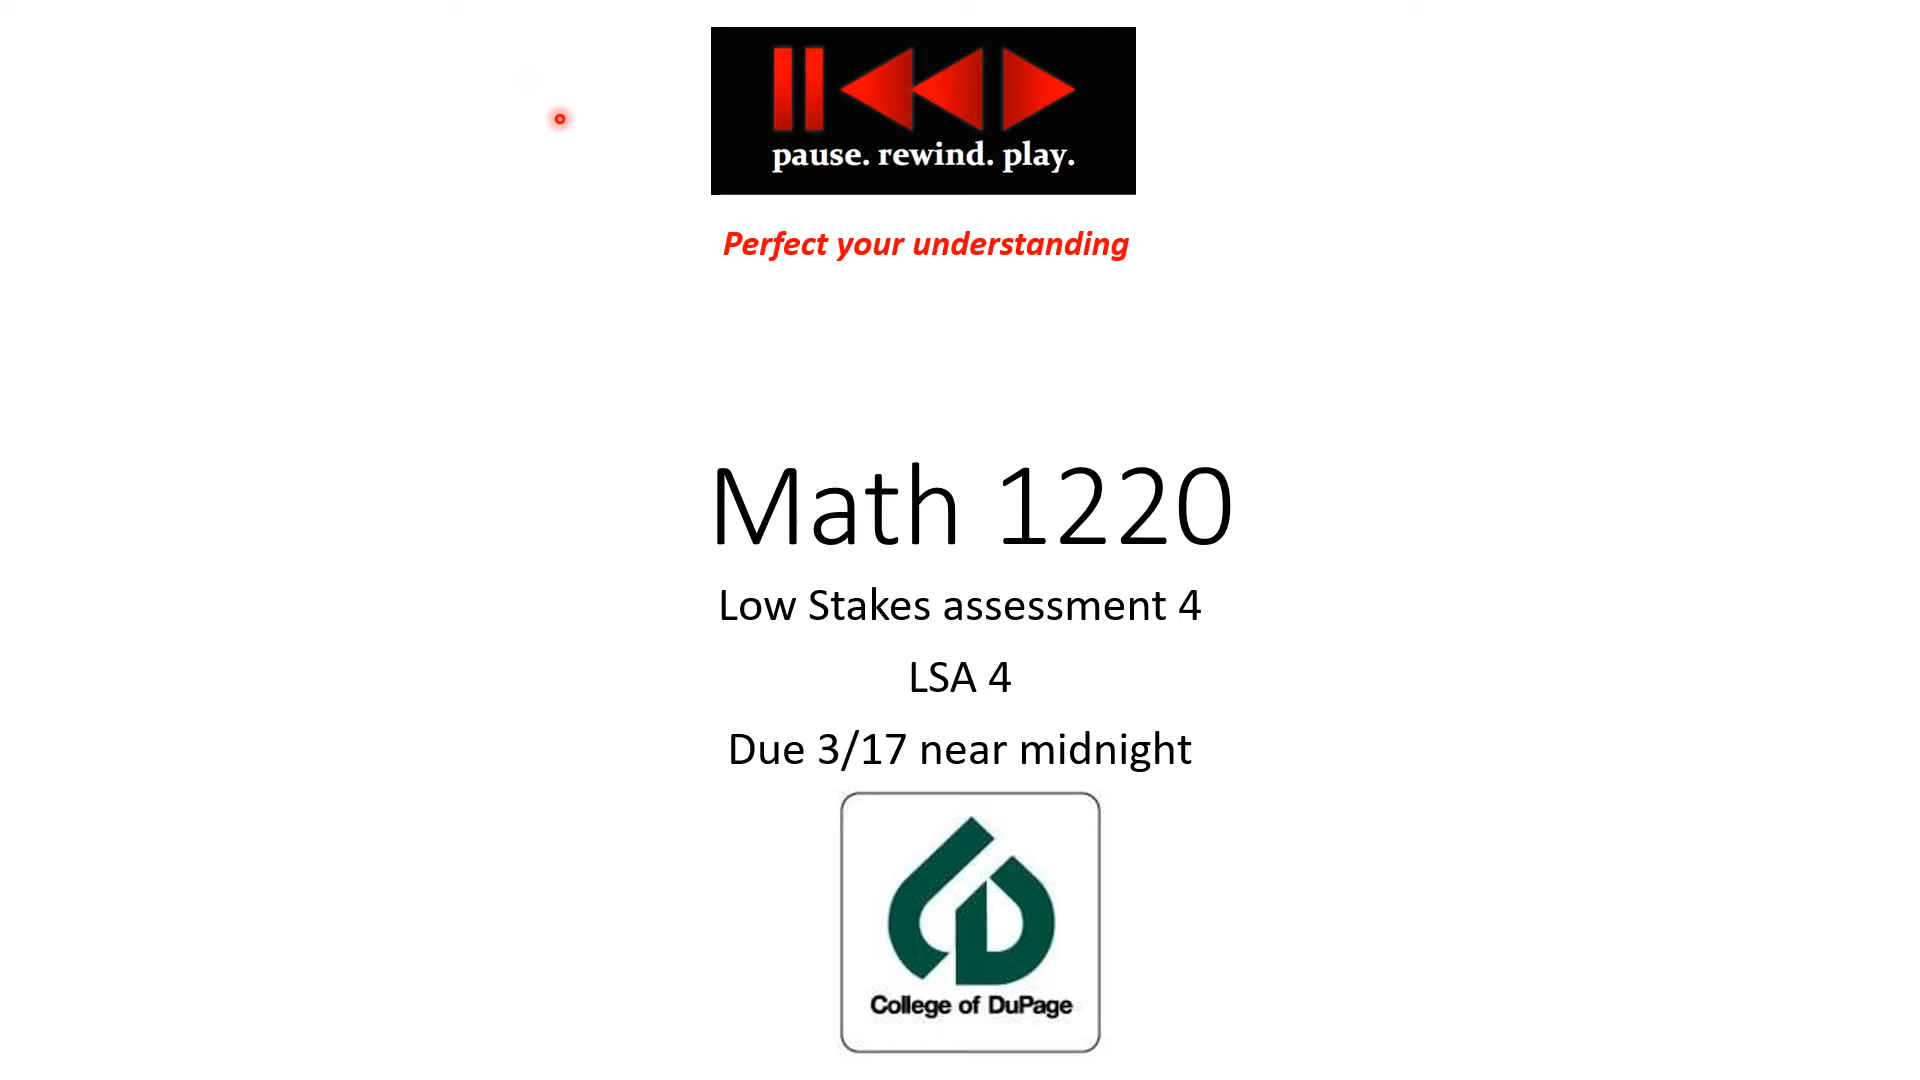 pause. rewind. play.
Perfect your understanding
Math 1220
Low Stakes assessment 4
LSA 4
Due 3/17 near midnight
College of DuPage